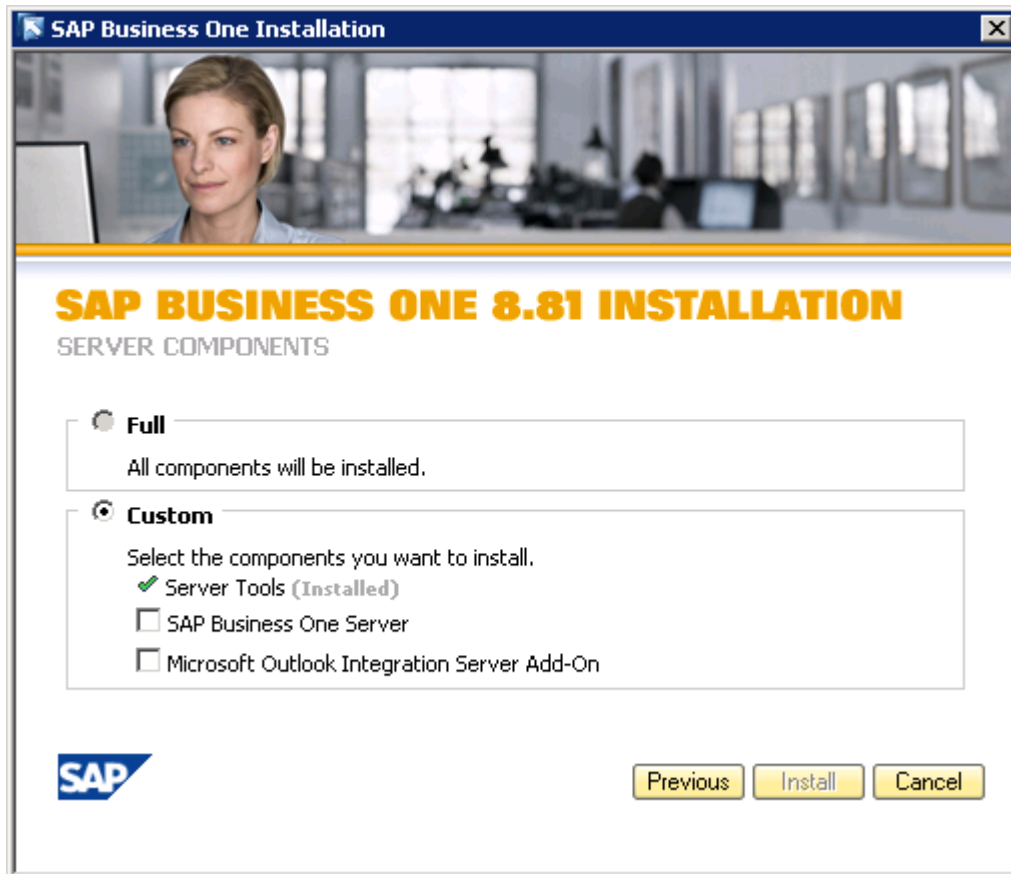 SAP Business One Installation
SAP BUSINESS ONE 8.81 INSTALLATION
SERVER COMPONENTS
Full
All components will be installed.
Custom
Select the components you want to install.
Server Tools (Installed)
SAP Business One Server
Microsoft Outlook Integration Server Add-On
SAP
Previous Install Cancel